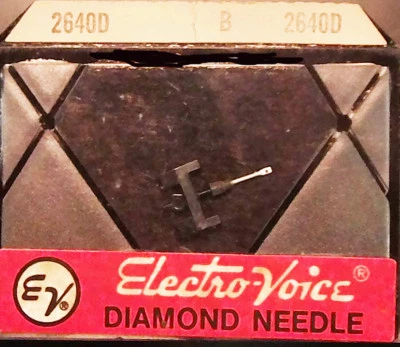 2640D B 2640D
EV®
Electro-Voice®
DIAMOND NEEDLE